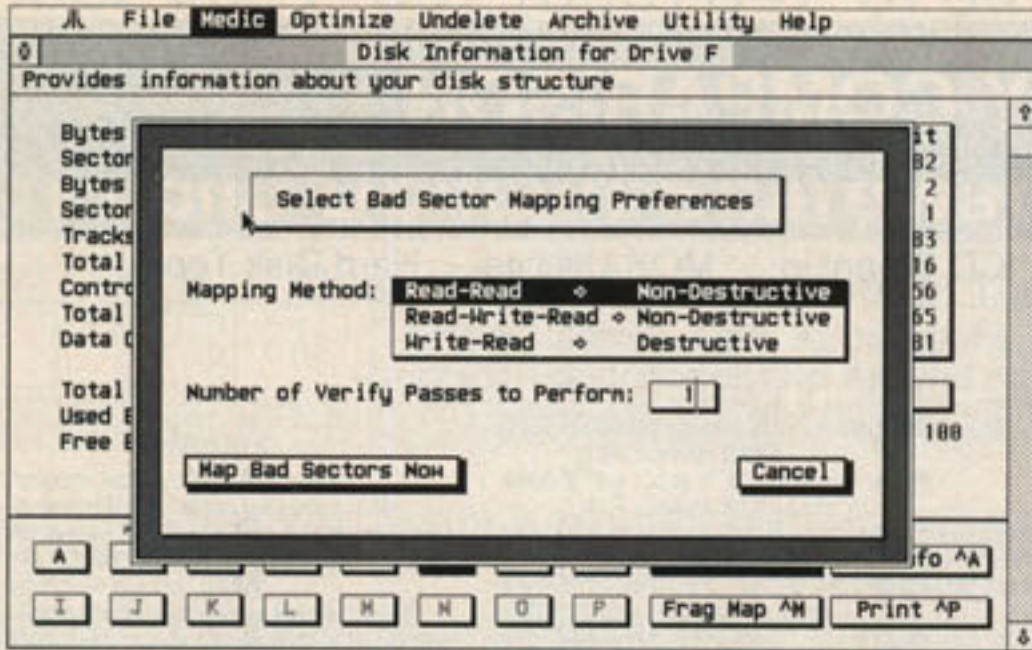 File Medic Optimize Undelete Archive Utility Help
Disk Information for Drive F
Provides information about your disk structure
Bytes it
Sector 82
Bytes 2
Sector 1
Tracks 83
Total 16
Contro 56
Total 65
Data 81
Total
Used
Free 100
Select Bad Sector Mapping Preferences
Mapping Method: Read-Read Non-Destructive
Read-Write-Read Non-Destructive
Write-Read Destructive
Number of Verify Passes to Perform: 1
Map Bad Sectors Now Cancel
A fo ^A
I J K L M N O P Frag Map ^M Print ^P